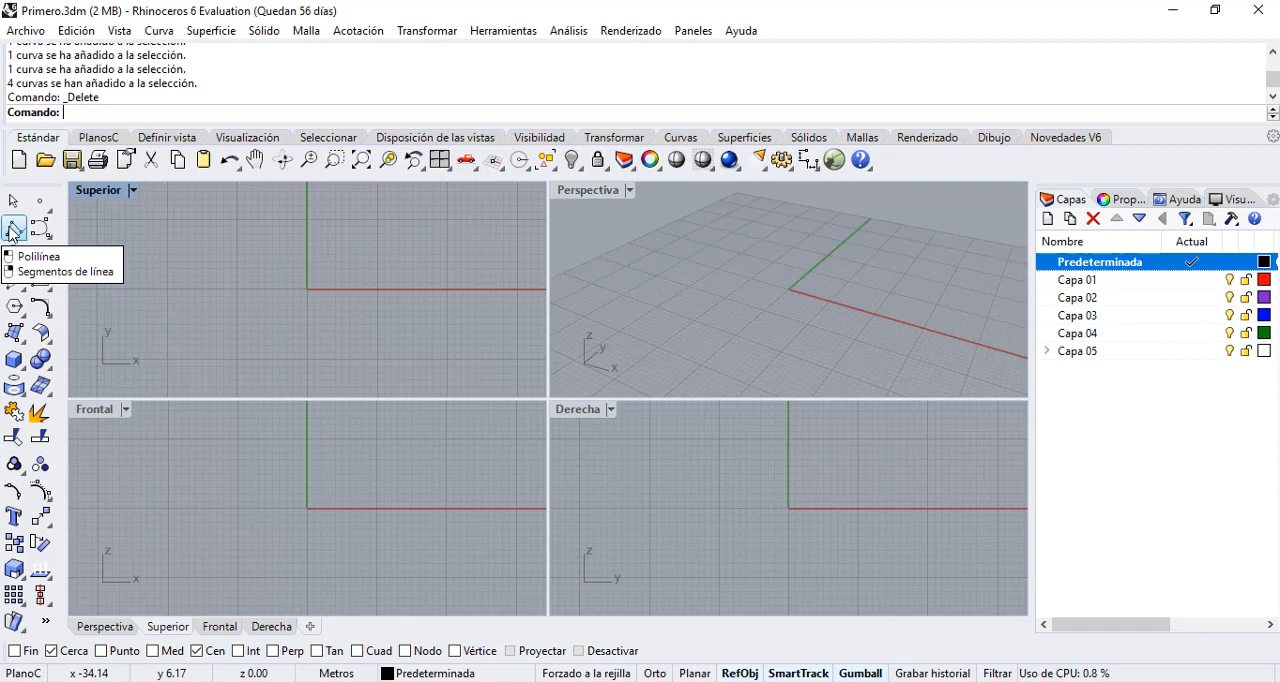 Primero.3dm (2 MB) - Rhinoceros 6 Evaluation (Quedan 56 días)
Archivo Edición Vista Curva Superficie Sólido Malla Acotación Transformar Herramientas Análisis Renderizado Paneles Ayuda
1 curva se ha añadido a la selección.
1 curva se ha añadido a la selección.
1 curva se ha añadido a la selección.
4 curvas se han añadido a la selección.
Comando: _Delete
Comando:
Estándar PlanosC Definir vista Visualización Seleccionar Disposición de las vistas Visibilidad Transformar Curvas Superficies Sólidos Mallas Renderizado Dibujo Novedades V6
Superior
Perspectiva
Capas Prop... Ayuda Visu...
Nombre Actual
Predeterminada
Capa 01
Capa 02
Capa 03
Capa 04
Capa 05
Polilínea
Segmentos de línea
y
x
z
y
x
Frontal
Derecha
z
x
z
y
Perspectiva Superior Frontal Derecha
Fin Cerca Punto Med Cen Int Perp Tan Cuad Nodo Vértice Proyectar Desactivar
PlanoC x -34.14 y 6.17 z 0.00 Metros Predeterminada Forzado a la rejilla Orto Planar RefObj SmartTrack Gumball Grabar historial Filtrar Uso de CPU: 0.8 %